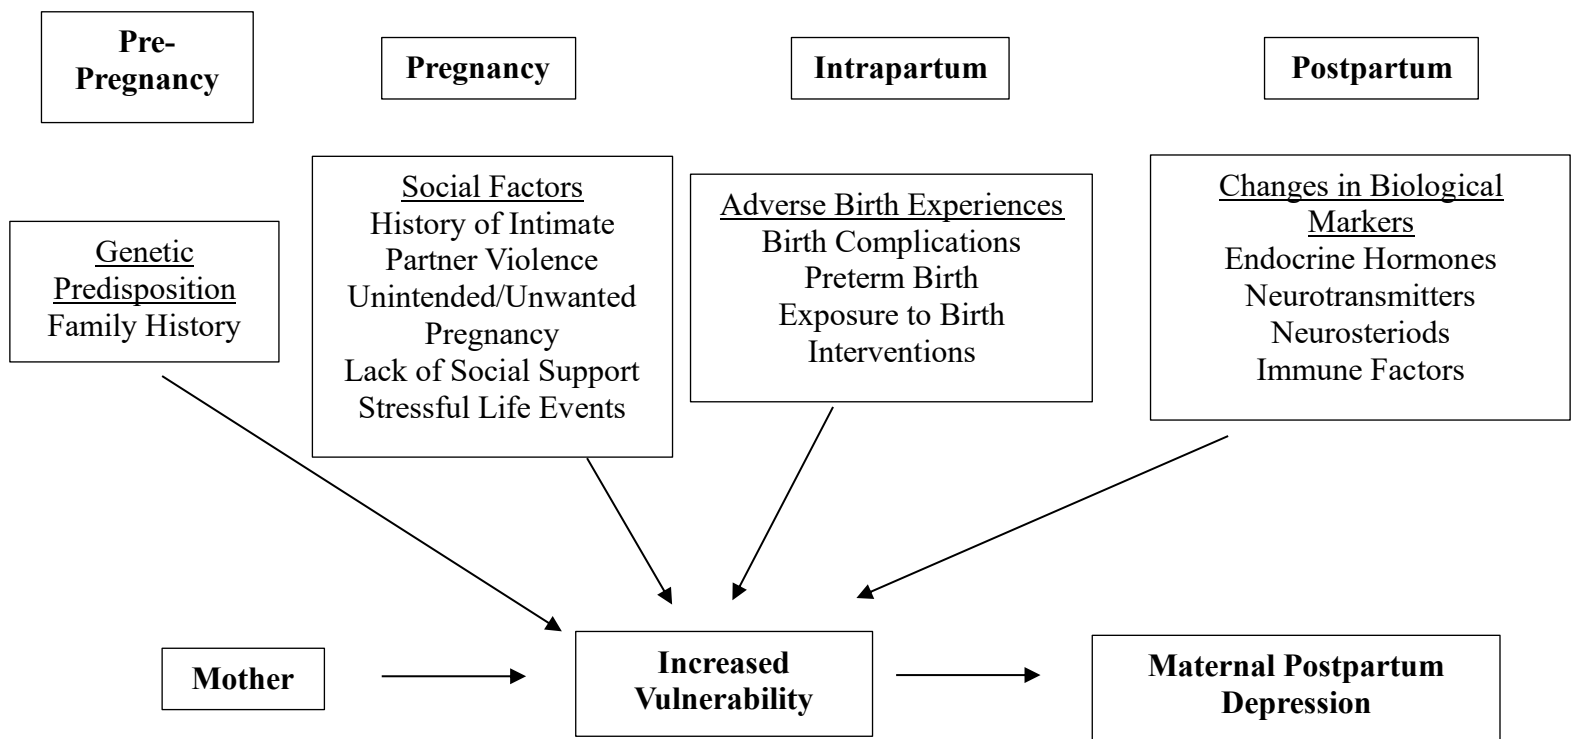 Pre-
Pregnancy
Pregnancy
Intrapartum
Postpartum
Genetic
Predisposition
Family History
Social Factors
History of Intimate
Partner Violence
Unintended/Unwanted
Pregnancy
Lack of Social Support
Stressful Life Events
Adverse Birth Experiences
Birth Complications
Preterm Birth
Exposure to Birth
Interventions
Changes in Biological
Markers
Endocrine Hormones
Neurotransmitters
Neurosteriods
Immune Factors
Mother
Increased
Vulnerability
Maternal Postpartum
Depression